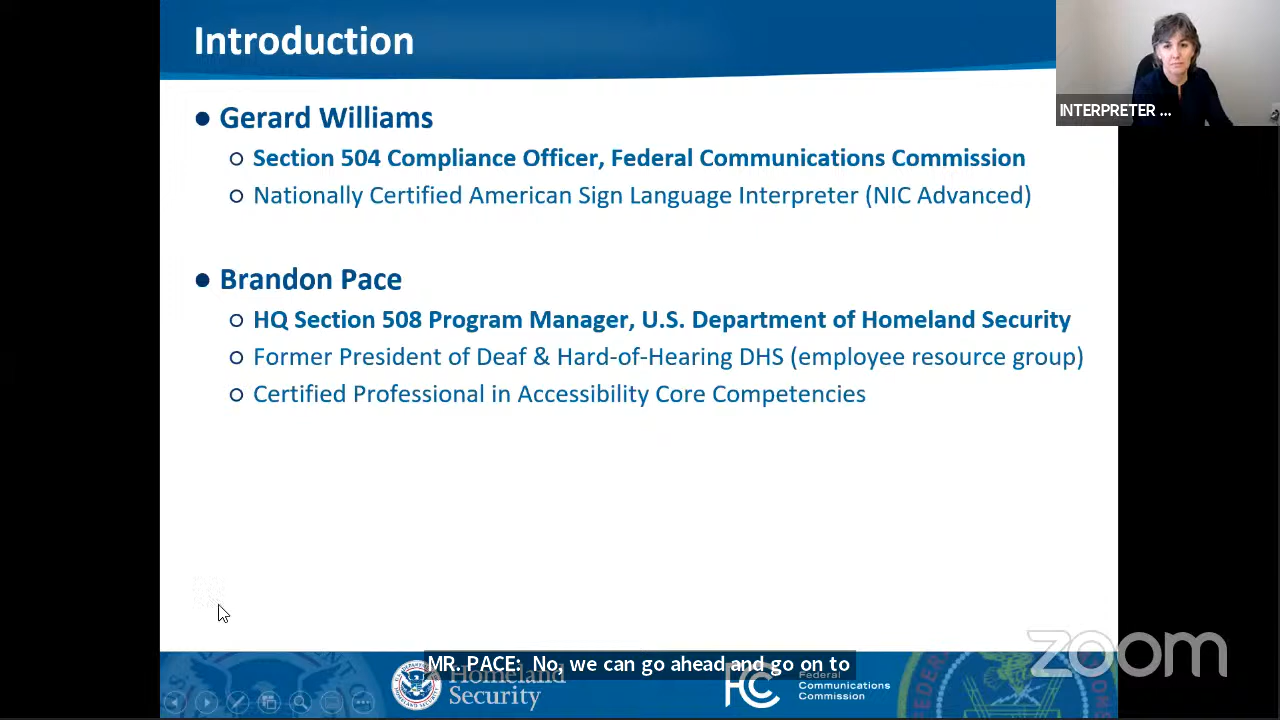 Introduction
INTERPRETER ...
● Gerard Williams
○ Section 504 Compliance Officer, Federal Communications Commission
○ Nationally Certified American Sign Language Interpreter (NIC Advanced)
● Brandon Pace
○ HQ Section 508 Program Manager, U.S. Department of Homeland Security
○ Former President of Deaf & Hard-of-Hearing DHS (employee resource group)
○ Certified Professional in Accessibility Core Competencies
MR. PACE: No, we can go ahead and go on to
Homeland
Security
FCC
Federal
Communications
Commission
zoom